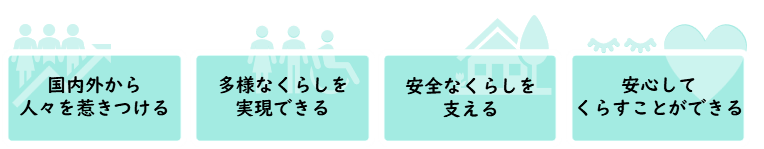 国内外から
人々を惹きつける
多様なくらしを
実現できる
安全なくらしを
支える
安心して
くらすことができる